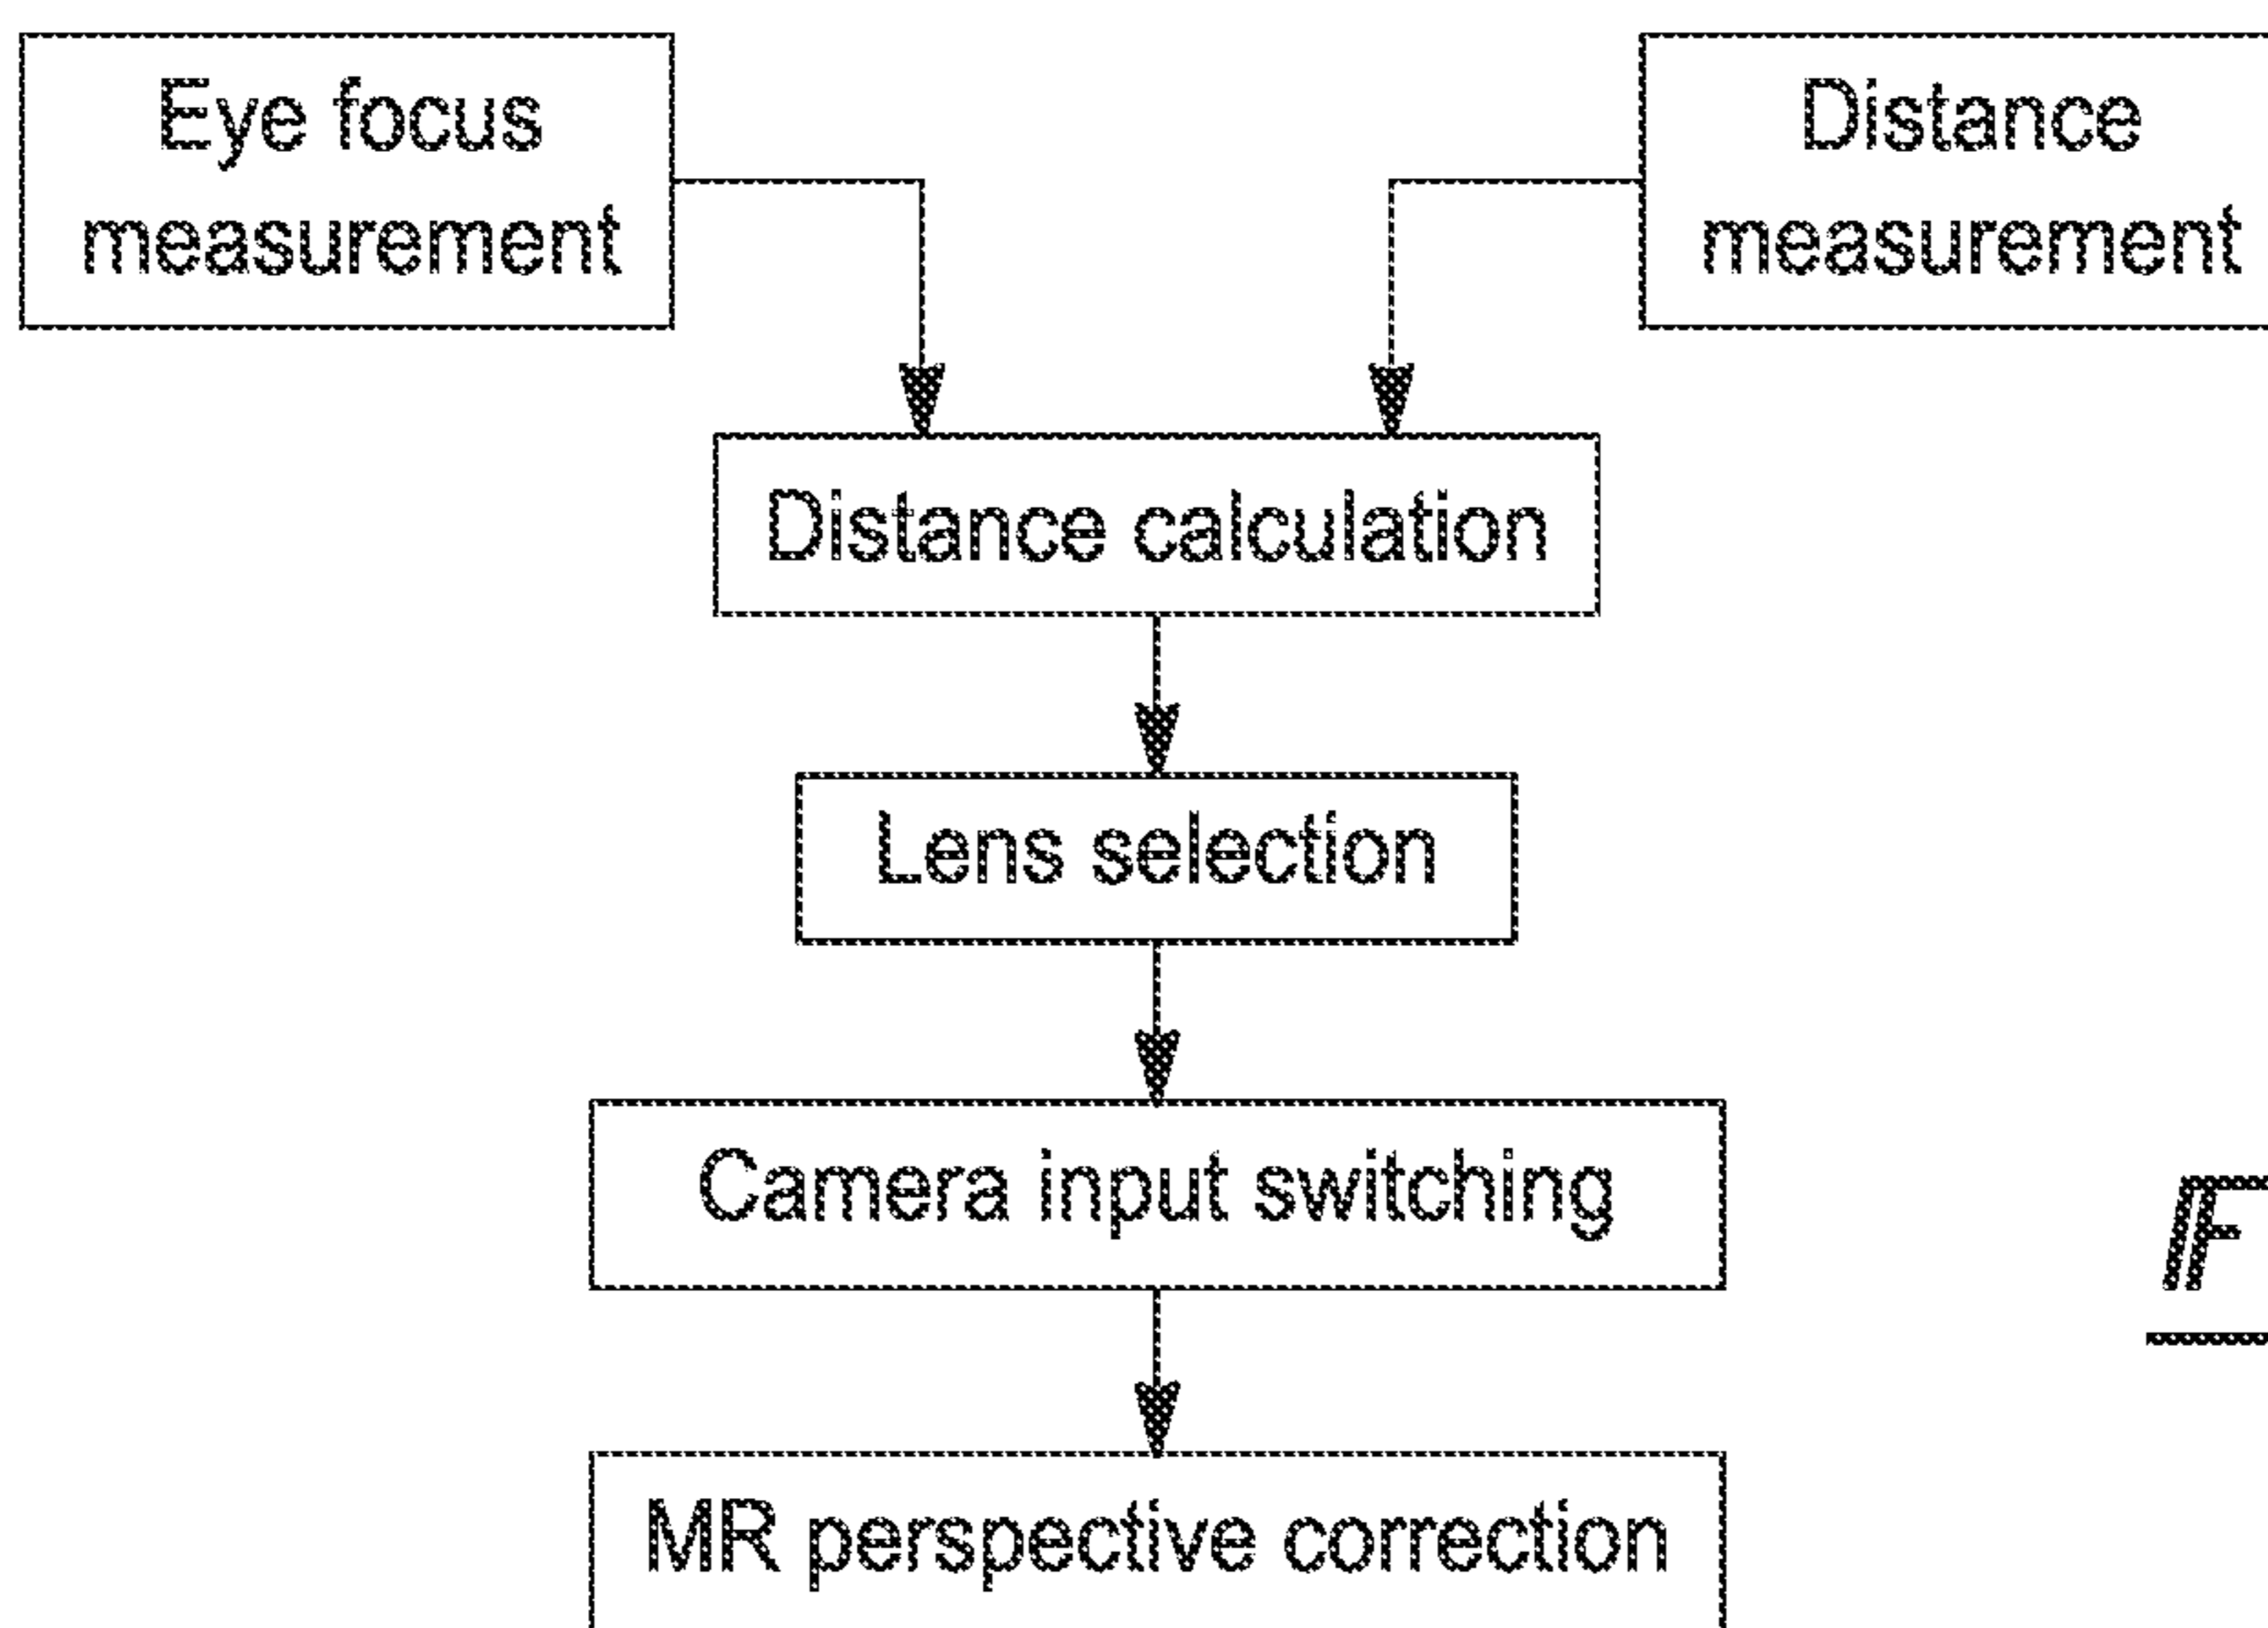 Eye focus
measurement
Distance
measurement
Distance calculation
Lens selection
Camera input switching
F
MR perspective correction